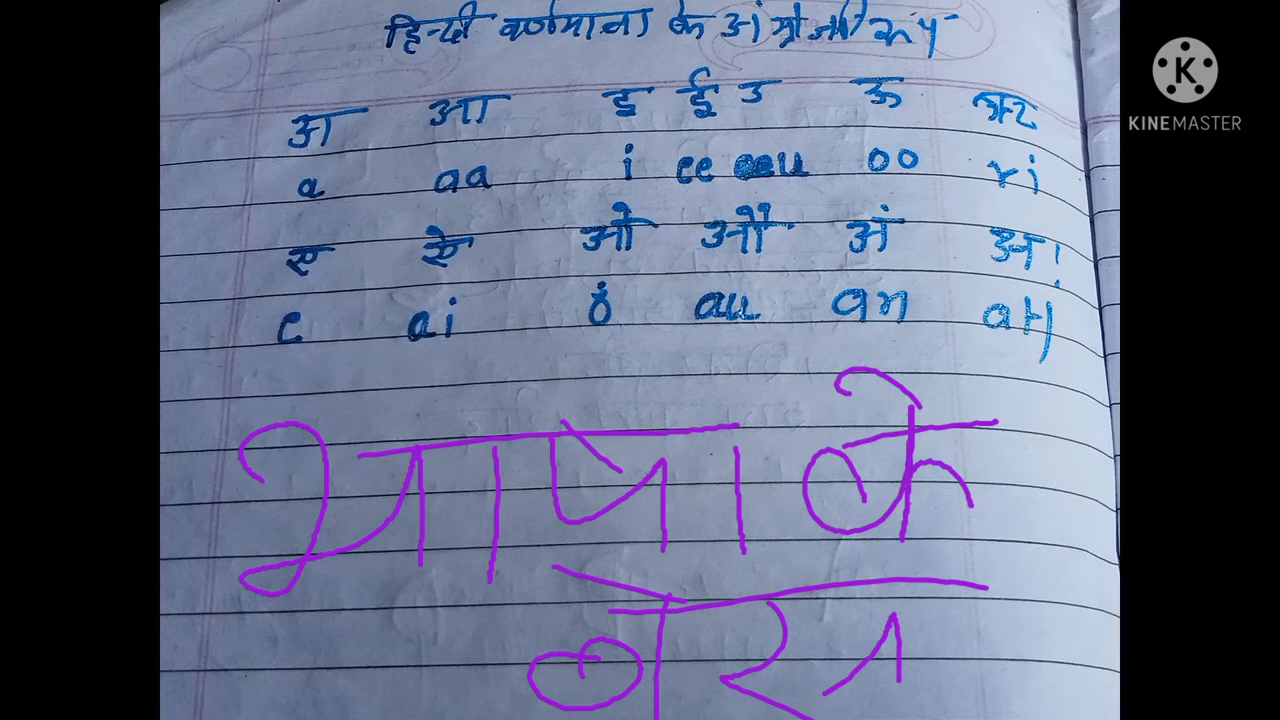 हिन्दी वर्णमाला के अंग्रेजी रूप
K
KINEMASTER
अ आ इ ई उ ऊ ऋ
a aa i ee u oo ri
ए ऐ ओ औ अं अः
e ai o au an aH
भाषा के